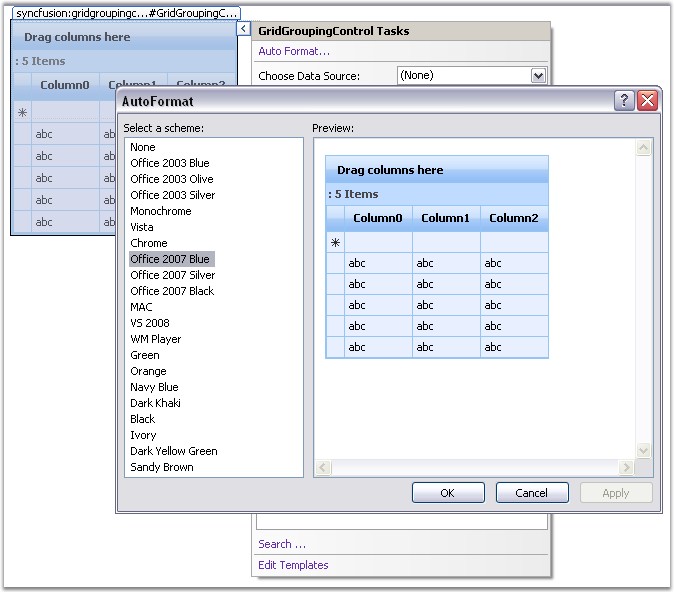 syncfusion:gridgroupingc...#GridGroupingC...
Drag columns here
: 5 Items
Column0 Column1 Column2
abc ab
abc ab
abc ab
abc ab
abc ab
GridGroupingControl Tasks
Auto Format...
Choose Data Source: (None)
AutoFormat
Select a scheme:
None
Office 2003 Blue
Office 2003 Olive
Office 2003 Silver
Monochrome
Vista
Chrome
Office 2007 Blue
Office 2007 Silver
Office 2007 Black
MAC
VS 2008
WM Player
Green
Orange
Navy Blue
Dark Khaki
Black
Ivory
Dark Yellow Green
Sandy Brown
Preview:
Drag columns here
: 5 Items
Column0 Column1 Column2
abc abc abc
abc abc abc
abc abc abc
abc abc abc
abc abc abc
OK Cancel Apply
Search ...
Edit Templates